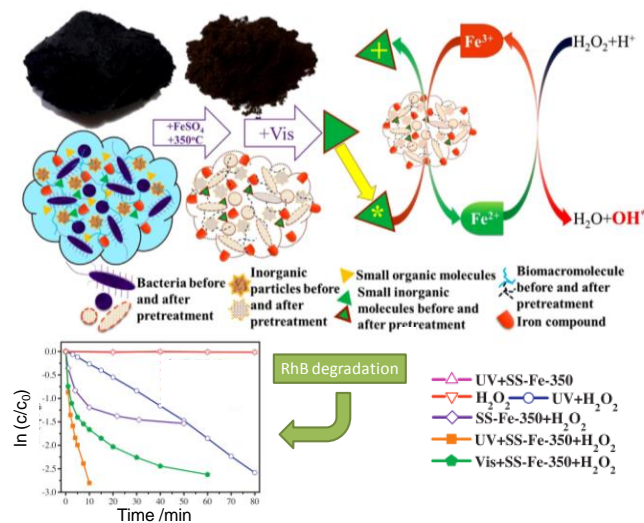 +FeSO₄
+350°C
+Vis
+
*
Fe³⁺
H₂O₂+H⁺
Fe²⁺
H₂O+OH
Bacteria before
and after
pretreatment
Inorganic
particles before
and after
pretreatment
Small organic molecules
Small inorganic
molecules before and
after pretreatment
Biomacromolecule
before and after
pretreatment
Iron compound
RhB degradation
ln (c/c₀)
0.0
-0.5
-1.0
-1.5
-2.0
-2.5
-3.0
0 20 40 60 80
Time /min
UV+SS-Fe-350
H₂O₂ UV+H₂O₂
SS-Fe-350+H₂O₂
UV+SS-Fe-350+H₂O₂
Vis+SS-Fe-350+H₂O₂